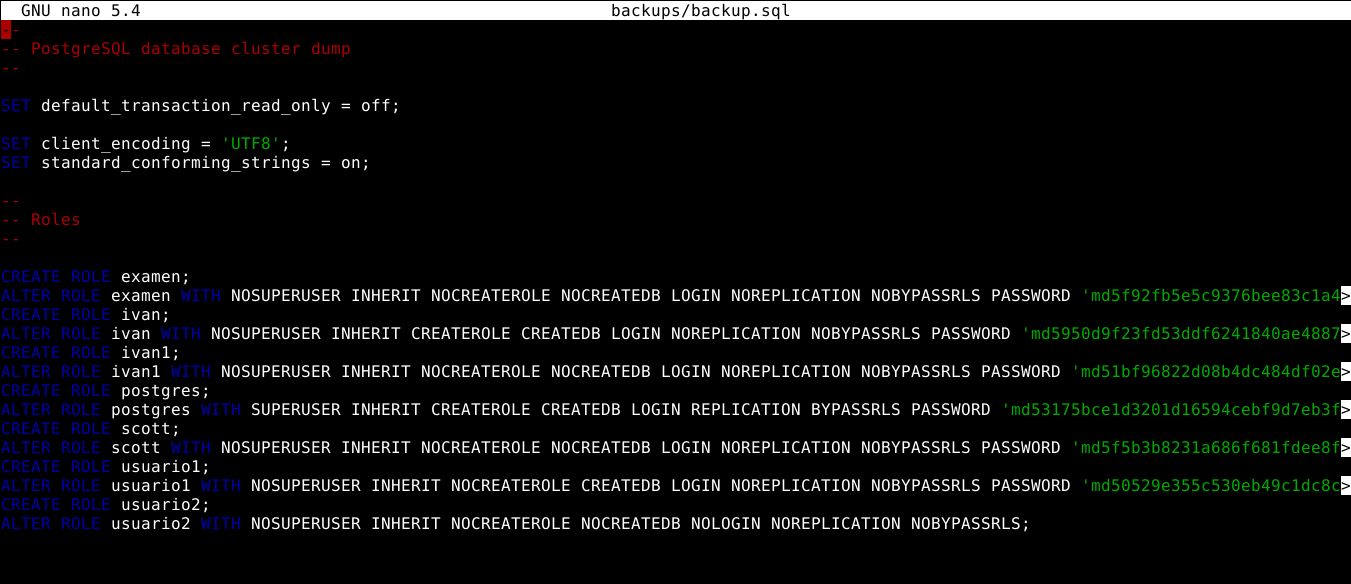 GNU nano 5.4 backups/backup.sql
--
-- PostgreSQL database cluster dump
--
SET default_transaction_read_only = off;
SET client_encoding = 'UTF8';
SET standard_conforming_strings = on;
--
-- Roles
--
CREATE ROLE examen;
ALTER ROLE examen WITH NOSUPERUSER INHERIT NOCREATEROLE NOCREATEDB LOGIN NOREPLICATION NOBYPASSRLS PASSWORD 'md5f92fb5e5c9376bee83c1a4>
CREATE ROLE ivan;
ALTER ROLE ivan WITH NOSUPERUSER INHERIT CREATEROLE CREATEDB LOGIN NOREPLICATION NOBYPASSRLS PASSWORD 'md5950d9f23fd53ddf6241840ae4887>
CREATE ROLE ivan1;
ALTER ROLE ivan1 WITH NOSUPERUSER INHERIT NOCREATEROLE NOCREATEDB LOGIN NOREPLICATION NOBYPASSRLS PASSWORD 'md51bf96822d08b4dc484df02e>
CREATE ROLE postgres;
ALTER ROLE postgres WITH SUPERUSER INHERIT CREATEROLE CREATEDB LOGIN REPLICATION BYPASSRLS PASSWORD 'md53175bce1d3201d16594cebf9d7eb3f>
CREATE ROLE scott;
ALTER ROLE scott WITH NOSUPERUSER INHERIT NOCREATEROLE NOCREATEDB LOGIN NOREPLICATION NOBYPASSRLS PASSWORD 'md5f5b3b8231a686f681fdee8f>
CREATE ROLE usuario1;
ALTER ROLE usuario1 WITH NOSUPERUSER INHERIT NOCREATEROLE CREATEDB LOGIN NOREPLICATION NOBYPASSRLS PASSWORD 'md50529e355c530eb49c1dc8c>
CREATE ROLE usuario2;
ALTER ROLE usuario2 WITH NOSUPERUSER INHERIT NOCREATEROLE NOCREATEDB NOLOGIN NOREPLICATION NOBYPASSRLS;